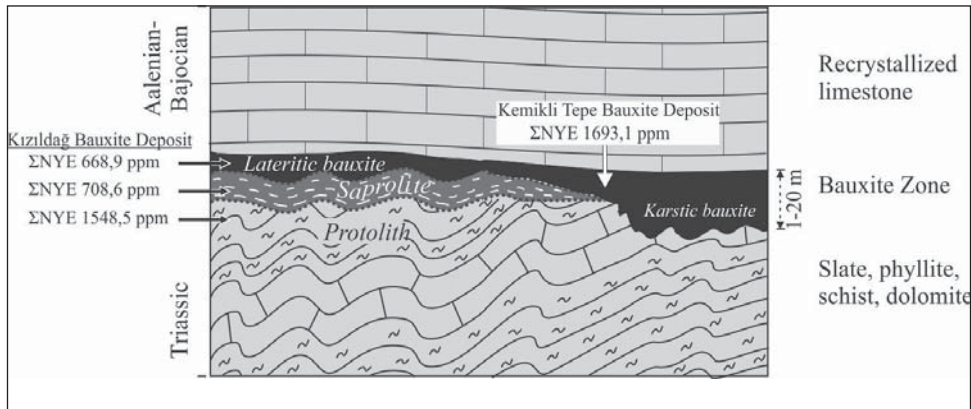 Aalenian-
Bajocian
Triassic
Kızıldağ Bauxite Deposit
ΣNYE 668,9 ppm
ΣNYE 708,6 ppm
ΣNYE 1548,5 ppm
Kemikli Tepe Bauxite Deposit
ΣNYE 1693,1 ppm
Lateritic bauxite
Saprolite
Protolith
Karstic bauxite
1-20 m
Recrystallized
limestone
Bauxite Zone
Slate, phyllite,
schist, dolomite